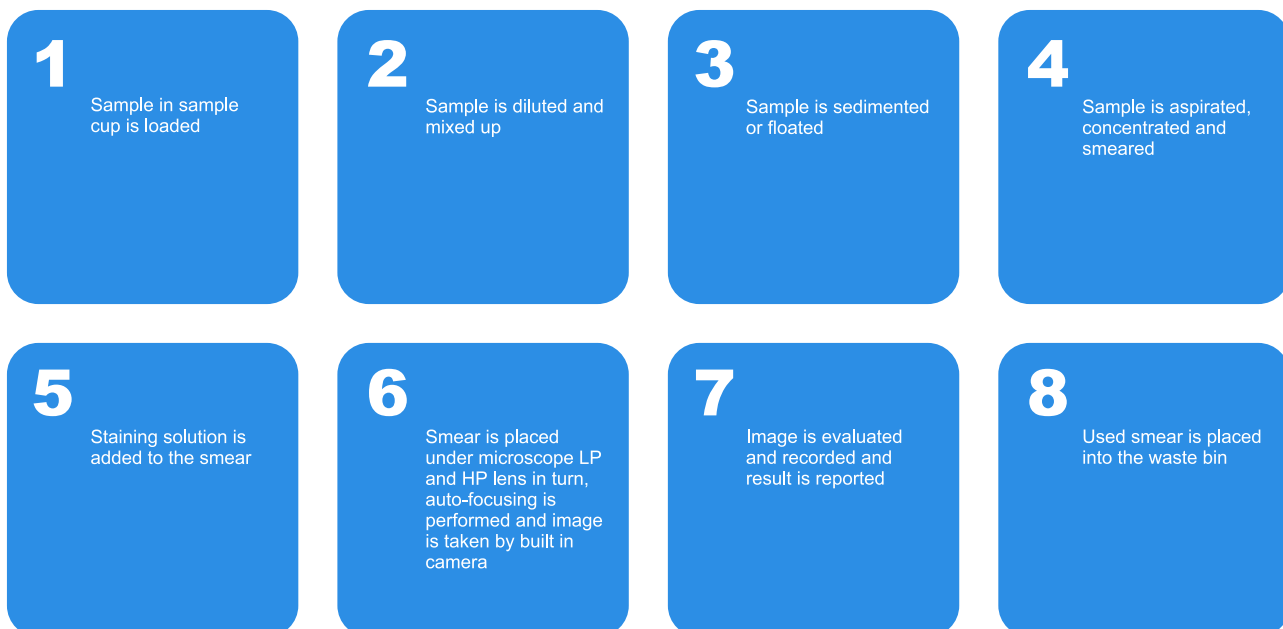 1
Sample in sample
cup is loaded
2
Sample is diluted and
mixed up
3
Sample is sedimented
or floated
4
Sample is aspirated,
concentrated and
smeared
5
Staining solution is
added to the smear
6
Smear is placed
under microscope LP
and HP lens in turn,
auto-focusing is
performed and image
is taken by built in
camera
7
Image is evaluated
and recorded and
result is reported
8
Used smear is placed
into the waste bin